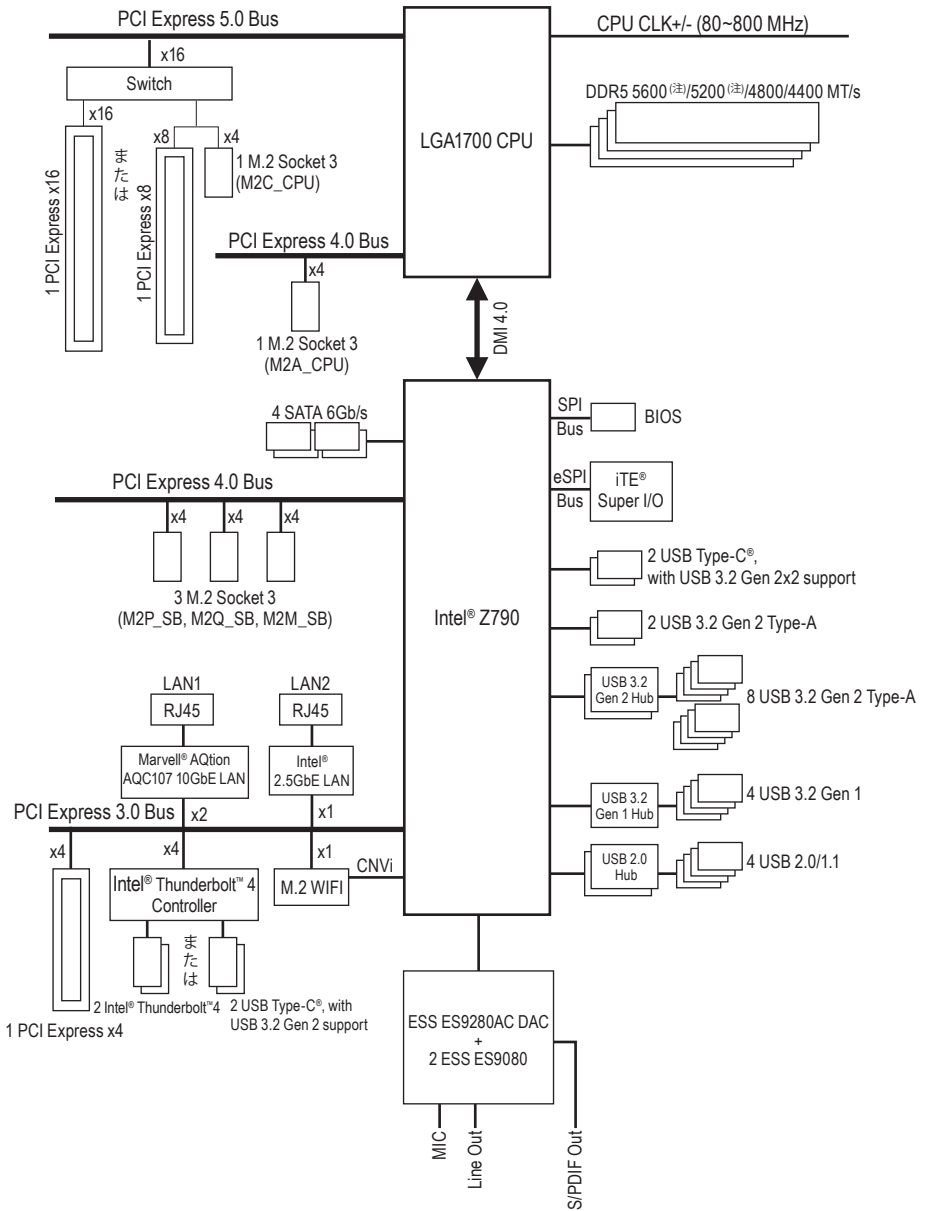 PCI Express 5.0 Bus
CPU CLK+/- (80~800 MHz)
x16
Switch
DDR5 5600 (注)/5200 (注)/4800/4400 MT/s
LGA1700 CPU
x16
x8
x4
または
1 M.2 Socket 3
(M2C_CPU)
1 PCI Express x16
1 PCI Express x8
PCI Express 4.0 Bus
x4
1 M.2 Socket 3
(M2A_CPU)
DMI 4.0
4 SATA 6Gb/s
SPI
Bus
BIOS
PCI Express 4.0 Bus
eSPI
Bus
iTE®
Super I/O
x4
x4
x4
2 USB Type-C®,
with USB 3.2 Gen 2x2 support
3 M.2 Socket 3
(M2P_SB, M2Q_SB, M2M_SB)
Intel® Z790
2 USB 3.2 Gen 2 Type-A
LAN1
RJ45
LAN2
RJ45
USB 3.2
Gen 2 Hub
8 USB 3.2 Gen 2 Type-A
Marvell® AQtion
AQC107 10GbE LAN
Intel®
2.5GbE LAN
PCI Express 3.0 Bus
x2
x1
USB 3.2
Gen 1 Hub
4 USB 3.2 Gen 1
x4
x4
x1
CNVi
USB 2.0
Hub
4 USB 2.0/1.1
Intel® Thunderbolt™ 4
Controller
M.2 WIFI
または
2 Intel® Thunderbolt™4
2 USB Type-C®, with
USB 3.2 Gen 2 support
1 PCI Express x4
ESS ES9280AC DAC
+
2 ESS ES9080
MIC
Line Out
S/PDIF Out